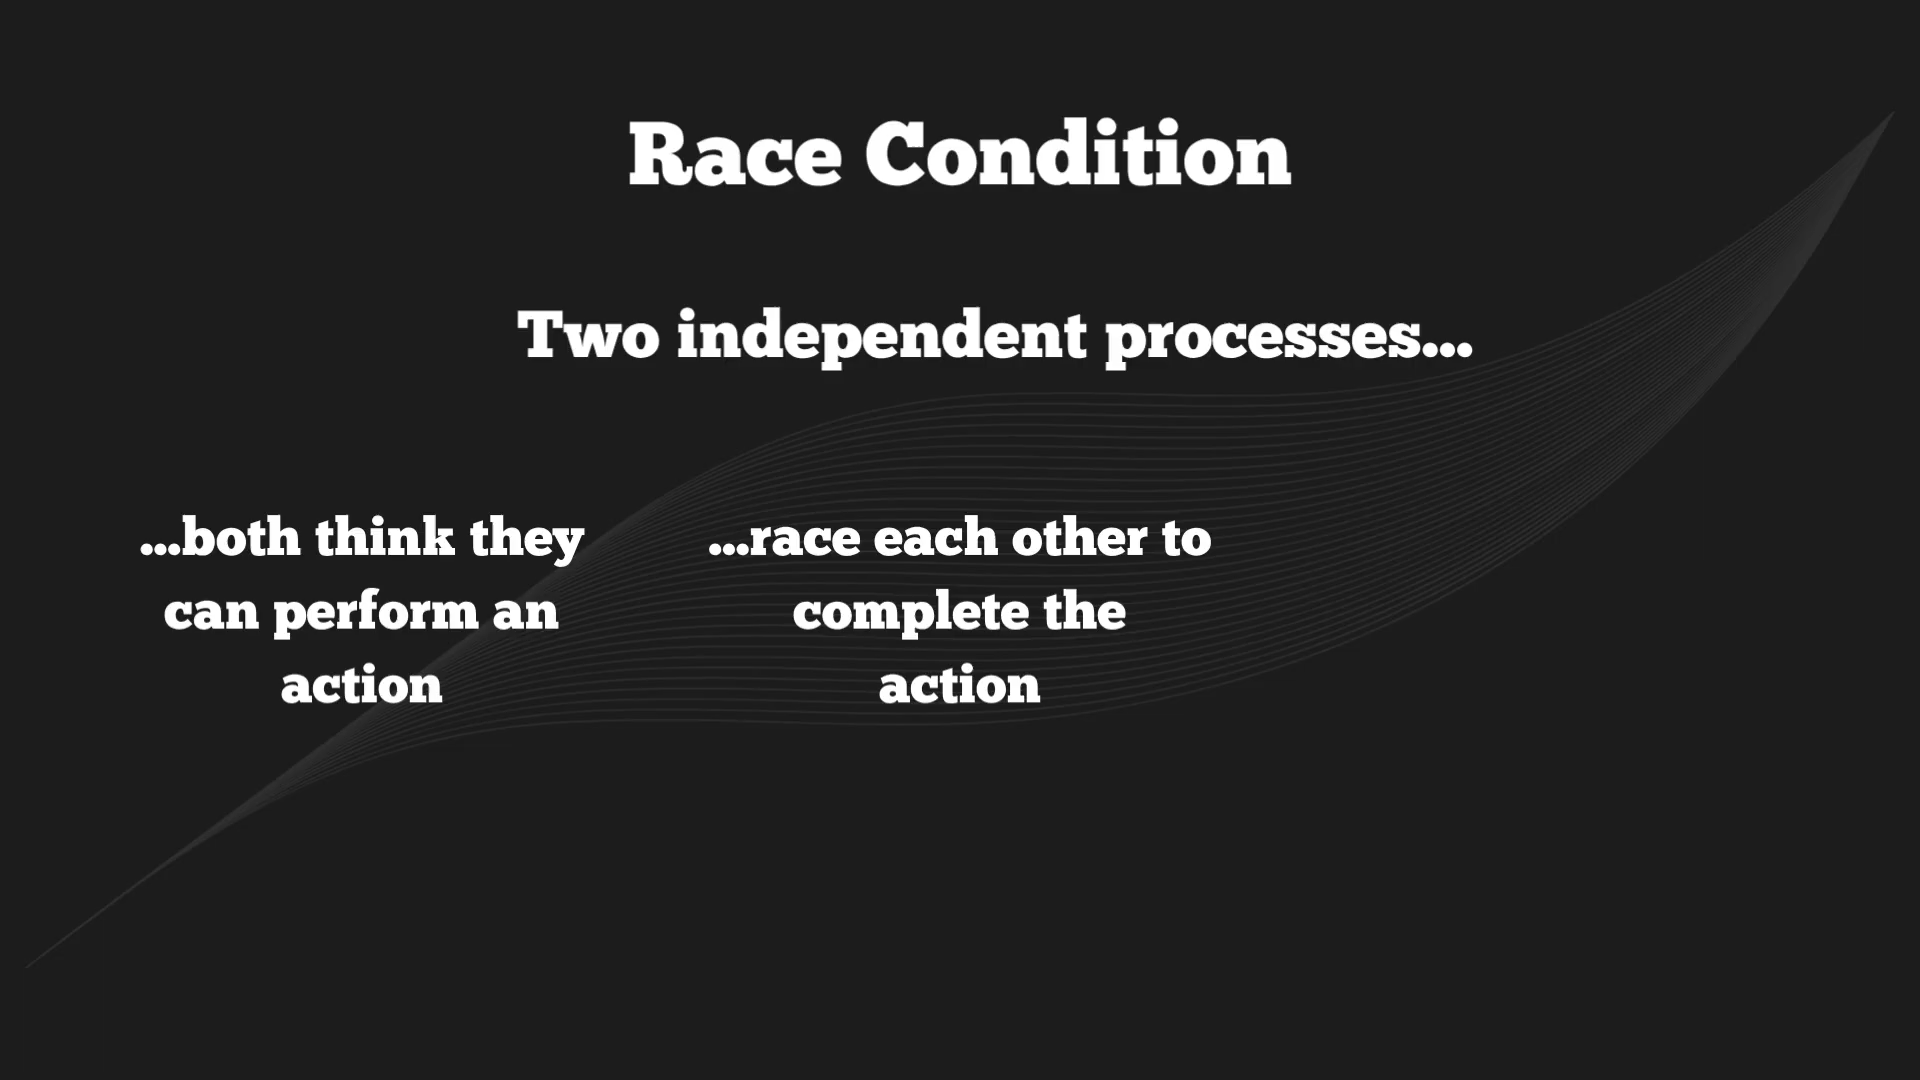 Race Condition
Two independent processes...
...both think they
can perform an
action
...race each other to
complete the
action